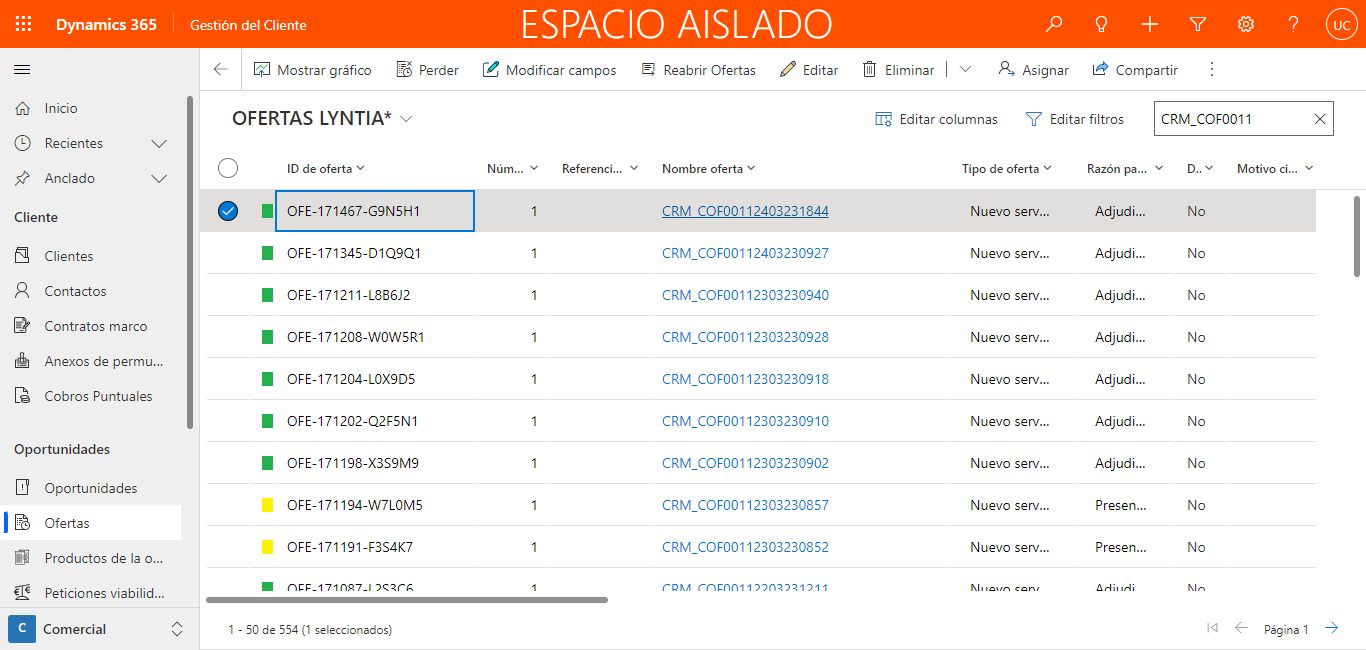 Dynamics 365 Gestión del Cliente ESPACIO AISLADO ? UC
Mostrar gráfico Perder Modificar campos Reabrir Ofertas Editar Eliminar Asignar Compartir
Inicio
Recientes
Anclado
Cliente
Clientes
Contactos
Contratos marco
Anexos de permu...
Cobros Puntuales
Oportunidades
Oportunidades
Ofertas
Productos de la o...
Peticiones viabilid...
C Comercial
OFERTAS LYNTIA* Editar columnas Editar filtros CRM_COF0011
ID de oferta Núm... Referenci... Nombre oferta Tipo de oferta Razón pa... D.. Motivo ci...
OFE-171467-G9N5H1 1 CRM_COF00112403231844 Nuevo serv... Adjudi... No
OFE-171345-D1Q9Q1 1 CRM_COF00112403230927 Nuevo serv... Adjudi... No
OFE-171211-L8B6J2 1 CRM_COF00112303230940 Nuevo serv... Adjudi... No
OFE-171208-W0W5R1 1 CRM_COF00112303230928 Nuevo serv... Adjudi... No
OFE-171204-L0X9D5 1 CRM_COF00112303230918 Nuevo serv... Adjudi... No
OFE-171202-Q2F5N1 1 CRM_COF00112303230910 Nuevo serv... Adjudi... No
OFE-171198-X3S9M9 1 CRM_COF00112303230902 Nuevo serv... Adjudi... No
OFE-171194-W7L0M5 1 CRM_COF00112303230857 Nuevo serv... Presen... No
OFE-171191-F3S4K7 1 CRM_COF00112303230852 Nuevo serv... Presen... No
OFE-171087-L2S3C6 1 CRM_COF00112203231211 Nuevo serv... Adjudi... No
1 - 50 de 554 (1 seleccionados) Página 1